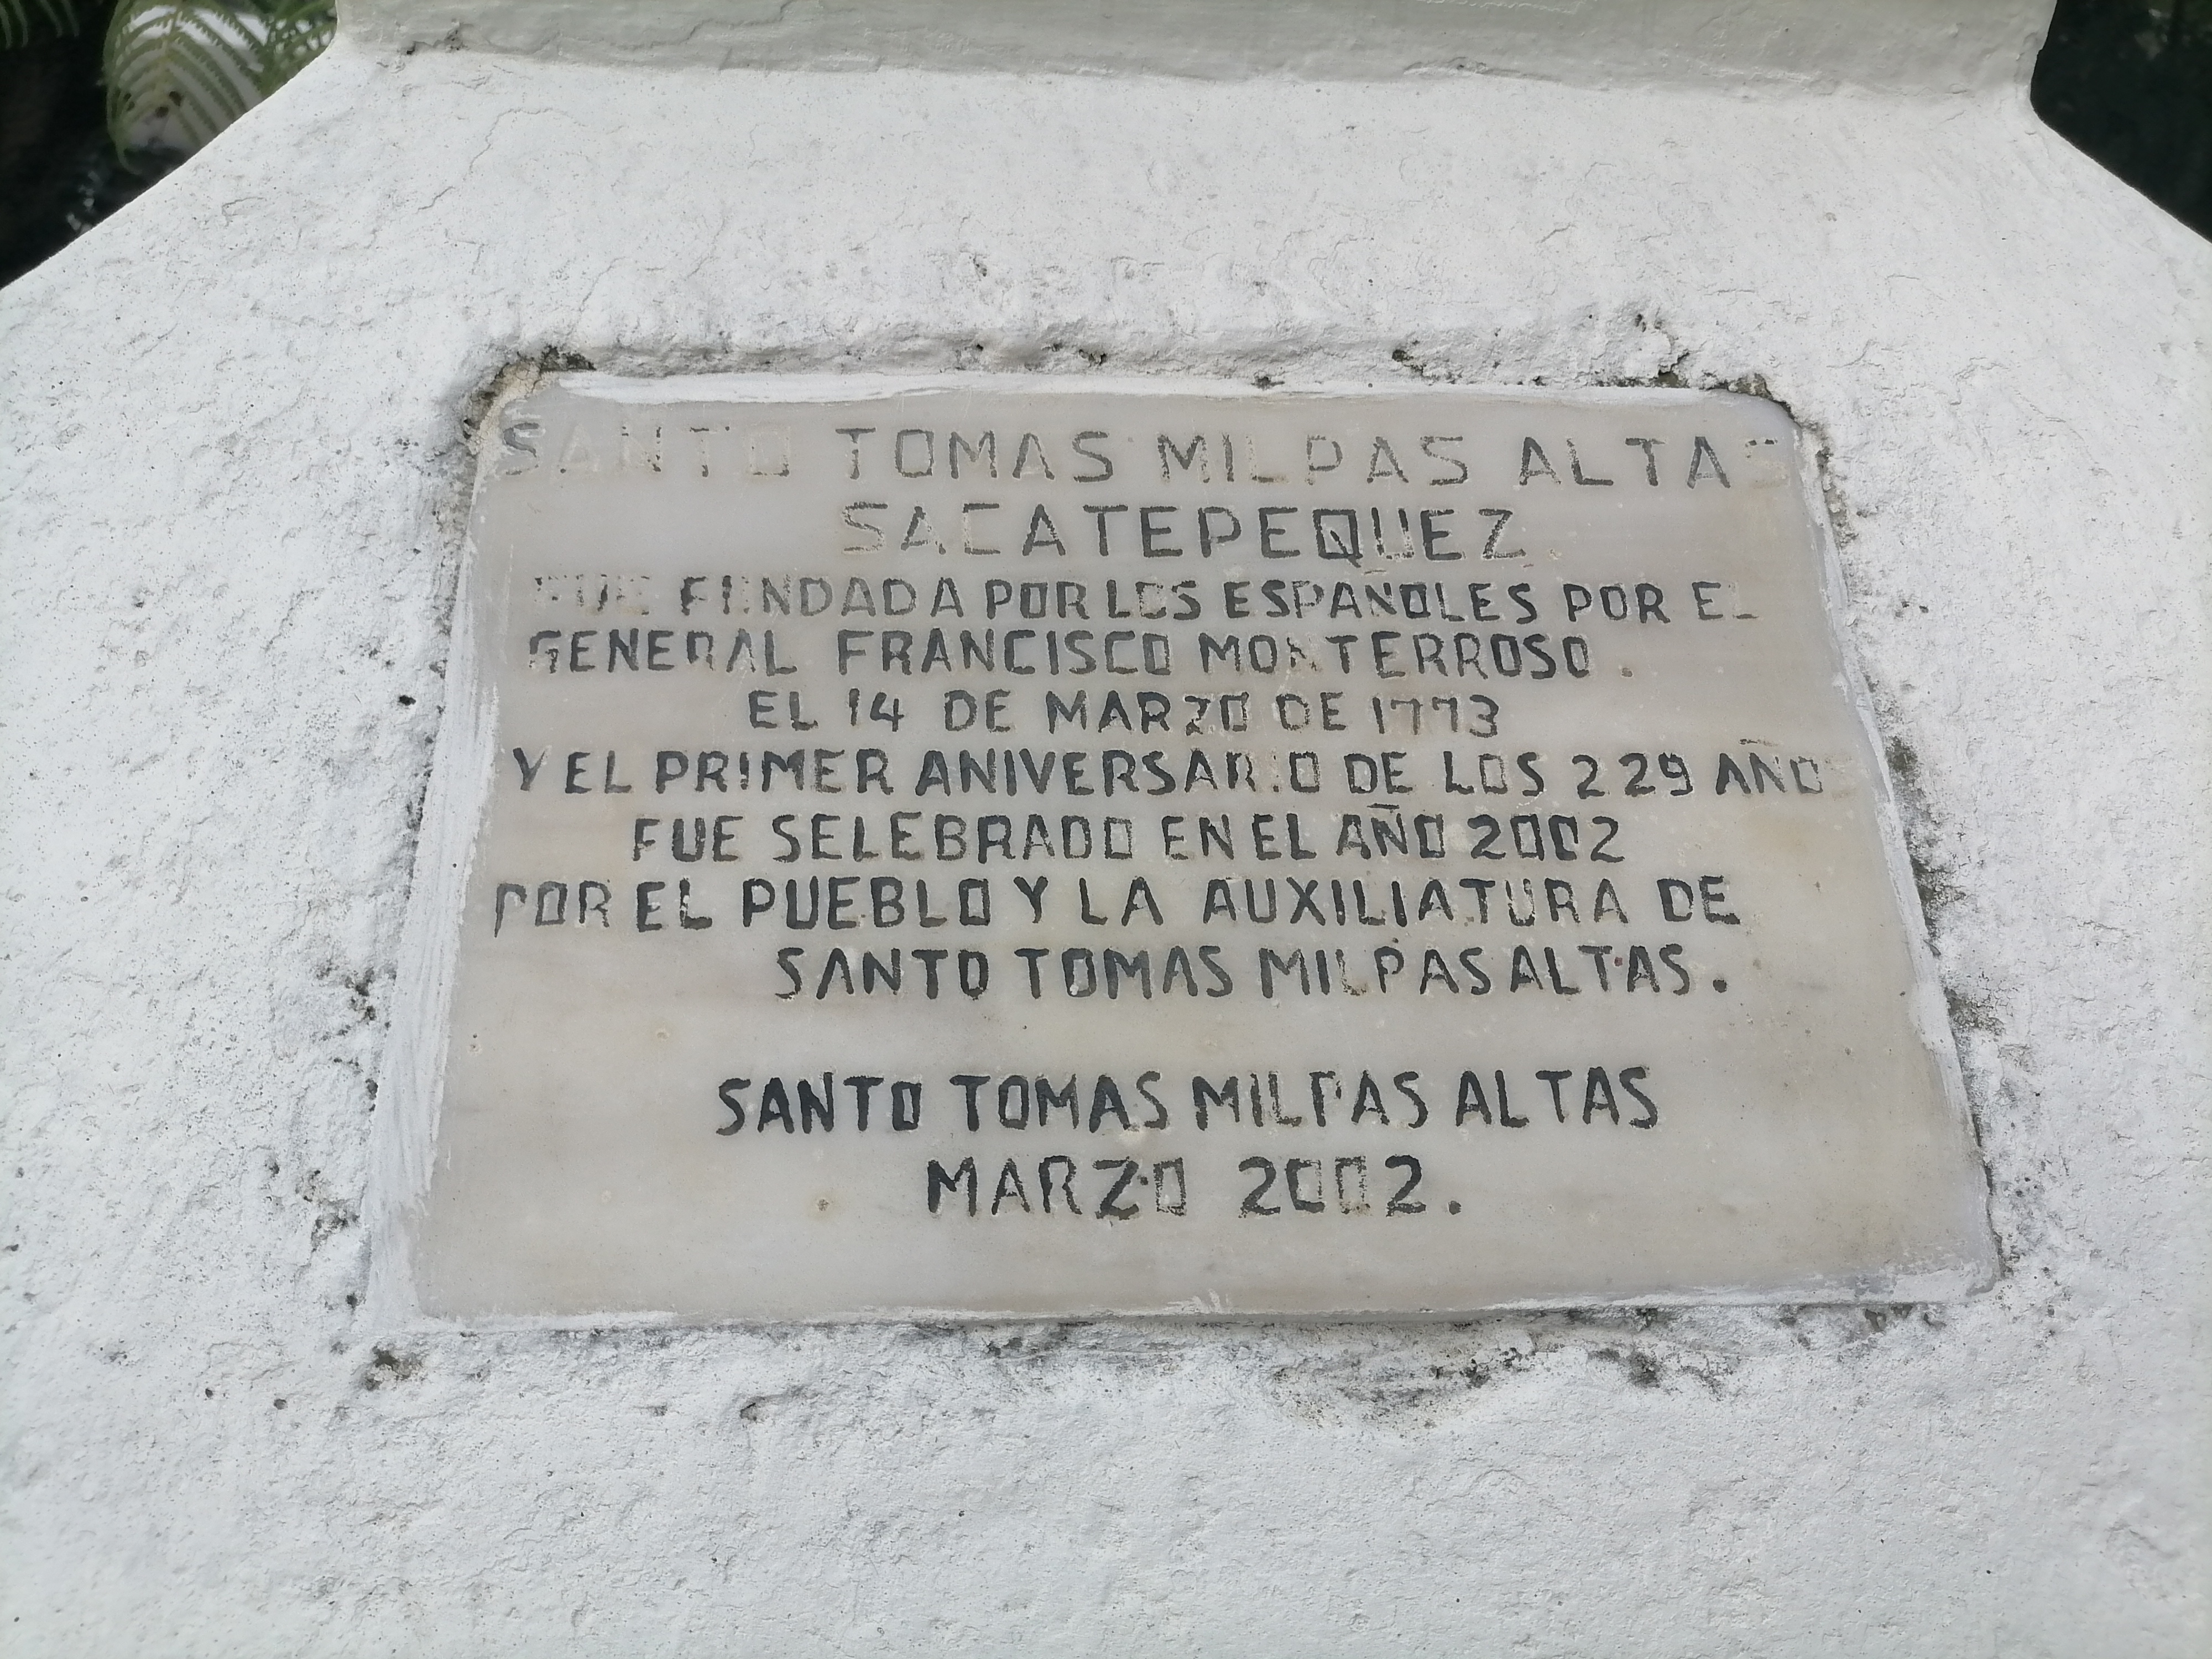 SANTO TOMAS MILPAS ALTAS
SACATEPEQUEZ.
FUE FUNDADA POR LOS ESPAÑOLES POR EL
GENERAL FRANCISCO MONTERROSO.
EL 14 DE MARZO DE 1773
Y EL PRIMER ANIVERSARIO DE LOS 229 AÑOS
FUE SELEBRADO EN EL AÑO 2002
POR EL PUEBLO Y LA AUXILIATURA DE
SANTO TOMAS MILPAS ALTAS.
SANTO TOMAS MILPAS ALTAS
MARZO 2002.